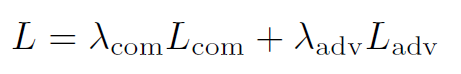 L = λ_com L_com + λ_adv L_adv